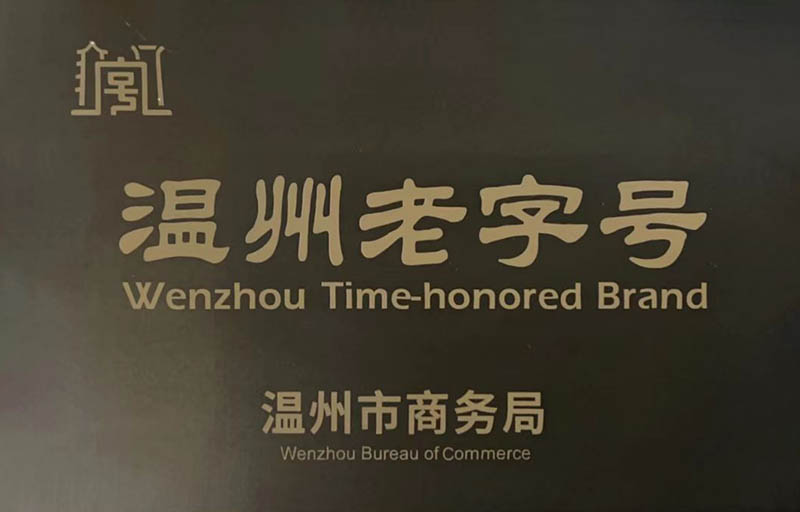 温州老字号
Wenzhou Time-honored Brand
温州市商务局
Wenzhou Bureau of Commerce